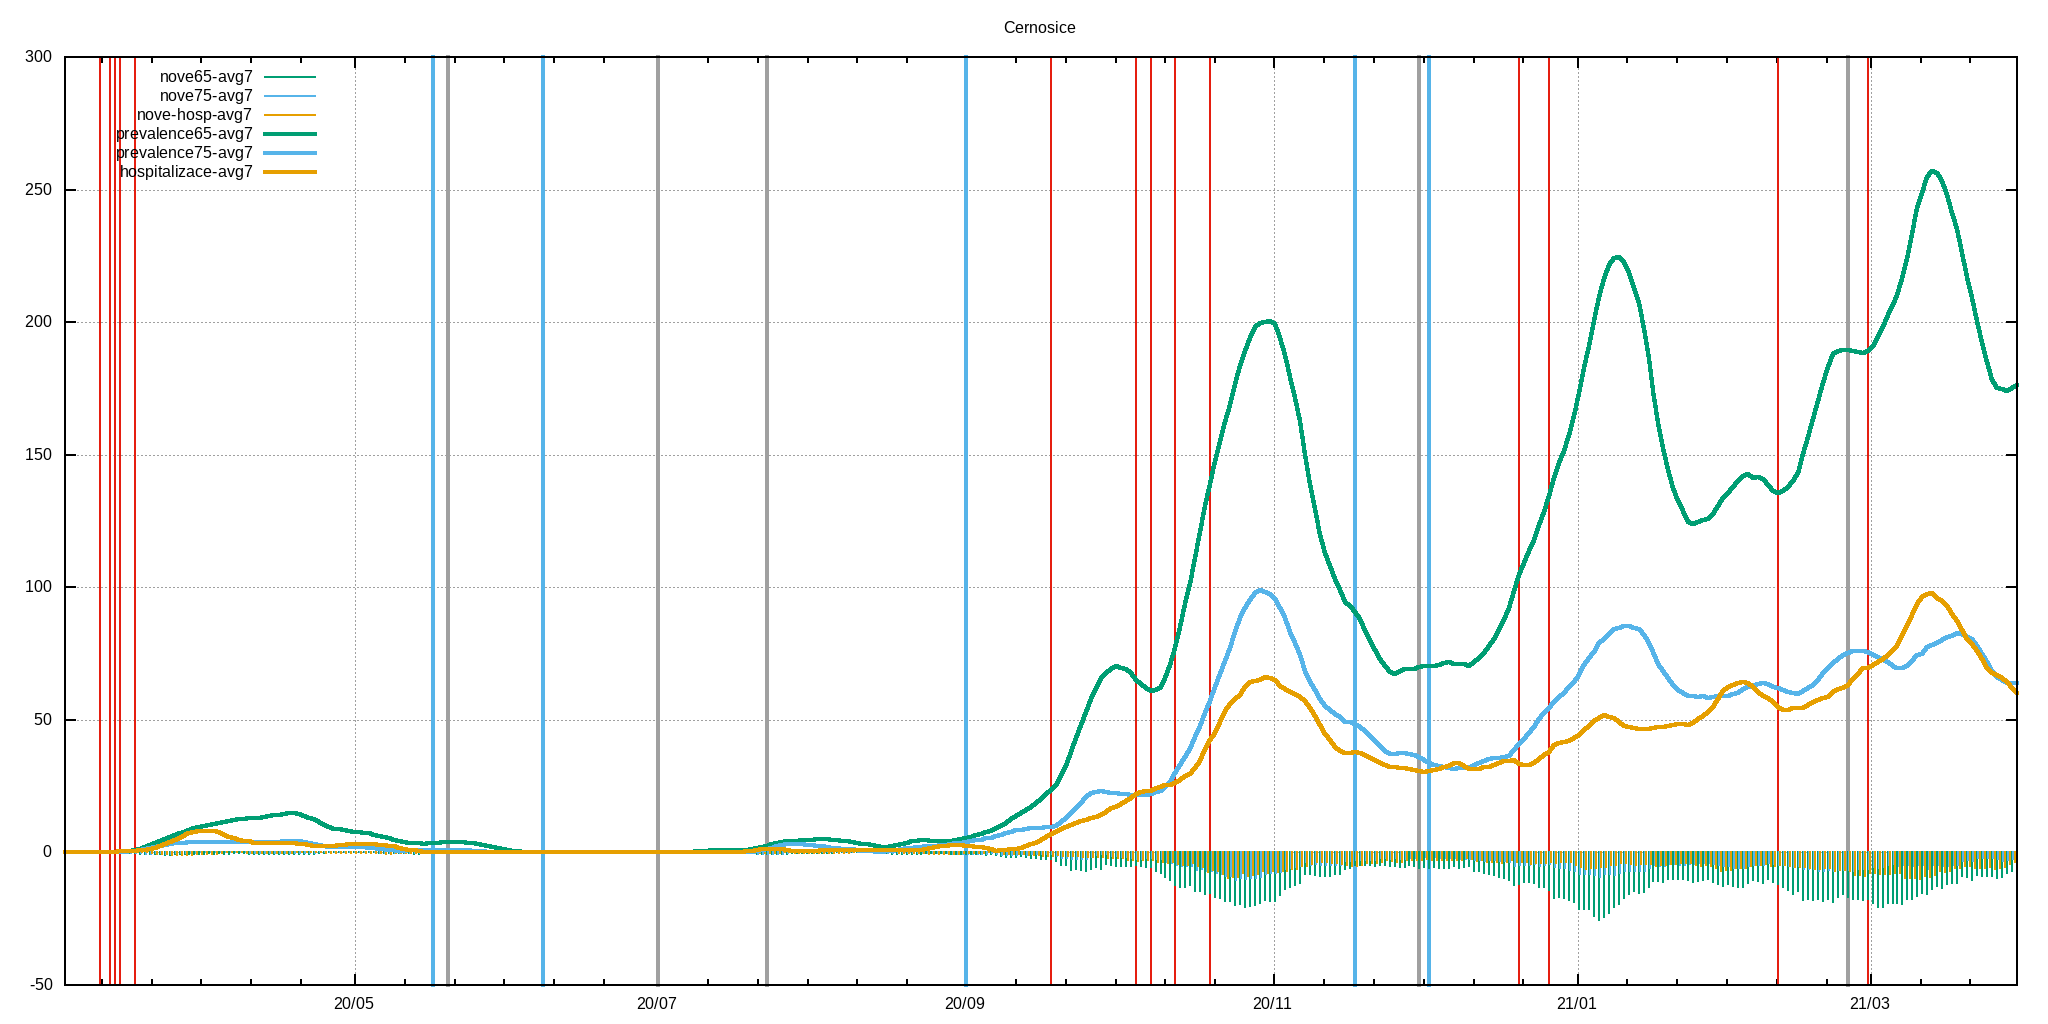 Cernosice
300
nove65-avg7
nove75-avg7
nove-hosp-avg7
prevalence65-avg7
prevalence75-avg7
hospitalizace-avg7
250
200
150
100
50
0
-50
20/05 20/07 20/09 20/11 21/01 21/03